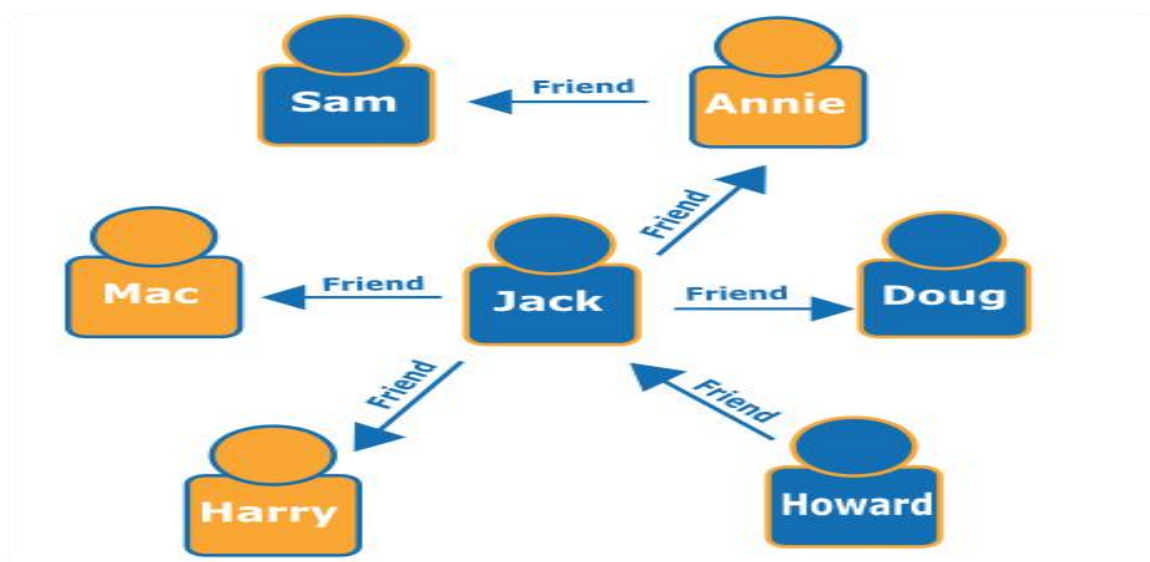 Sam
Friend
Annie
Friend
Mac
Friend
Jack
Friend
Doug
Friend
Friend
Harry
Howard